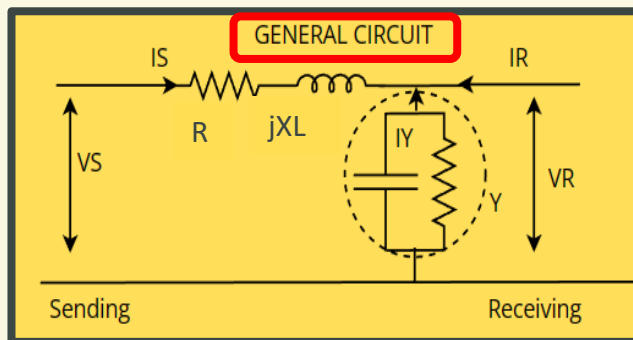 GENERAL CIRCUIT
IS
IR
R
jXL
VS
IY
VR
Y
Sending
Receiving